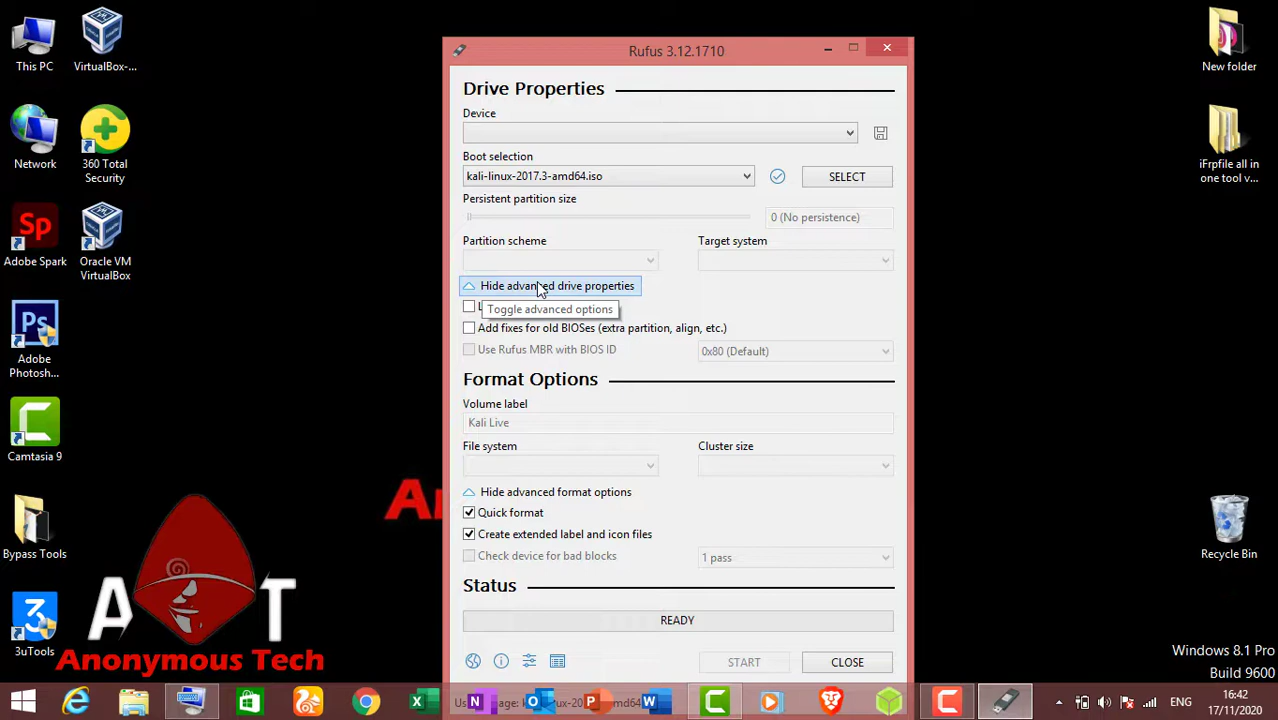 This PC
VirtualBox-...
Network
360 Total
Security
Sp
Adobe Spark
Oracle VM
VirtualBox
Ps
Adobe
Photosh...
Camtasia 9
Bypass Tools
3uTools
A T
Anonymous Tech
An
Rufus 3.12.1710
Drive Properties
Device
Boot selection
kali-linux-2017.3-amd64.iso
SELECT
Persistent partition size
0 (No persistence)
Partition scheme
Target system
Hide advanced drive properties
Toggle advanced options
Add fixes for old BIOSes (extra partition, align, etc.)
Use Rufus MBR with BIOS ID
0x80 (Default)
Format Options
Volume label
Kali Live
File system
Cluster size
Hide advanced format options
Quick format
Create extended label and icon files
Check device for bad blocks
1 pass
Status
READY
START
CLOSE
New folder
iFrpfile all in
one tool v...
Recycle Bin
Windows 8.1 Pro
Build 9600
ENG
16:42
17/11/2020